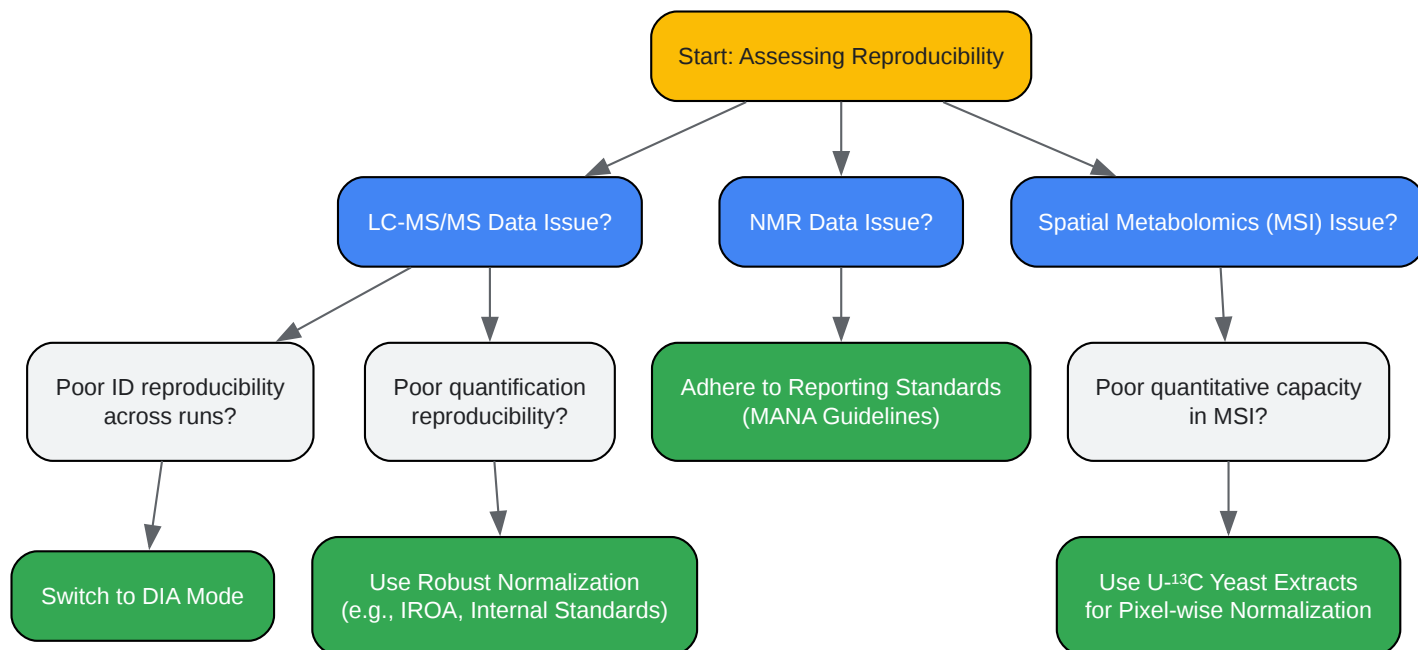 Start: Assessing Reproducibility
LC-MS/MS Data Issue?
NMR Data Issue?
Spatial Metabolomics (MSI) Issue?
Poor ID reproducibility
across runs?
Poor quantification
reproducibility?
Adhere to Reporting Standards
(MANA Guidelines)
Poor quantitative capacity
in MSI?
Switch to DIA Mode
Use Robust Normalization
(e.g., IROA, Internal Standards)
Use U-¹³C Yeast Extracts
for Pixel-wise Normalization